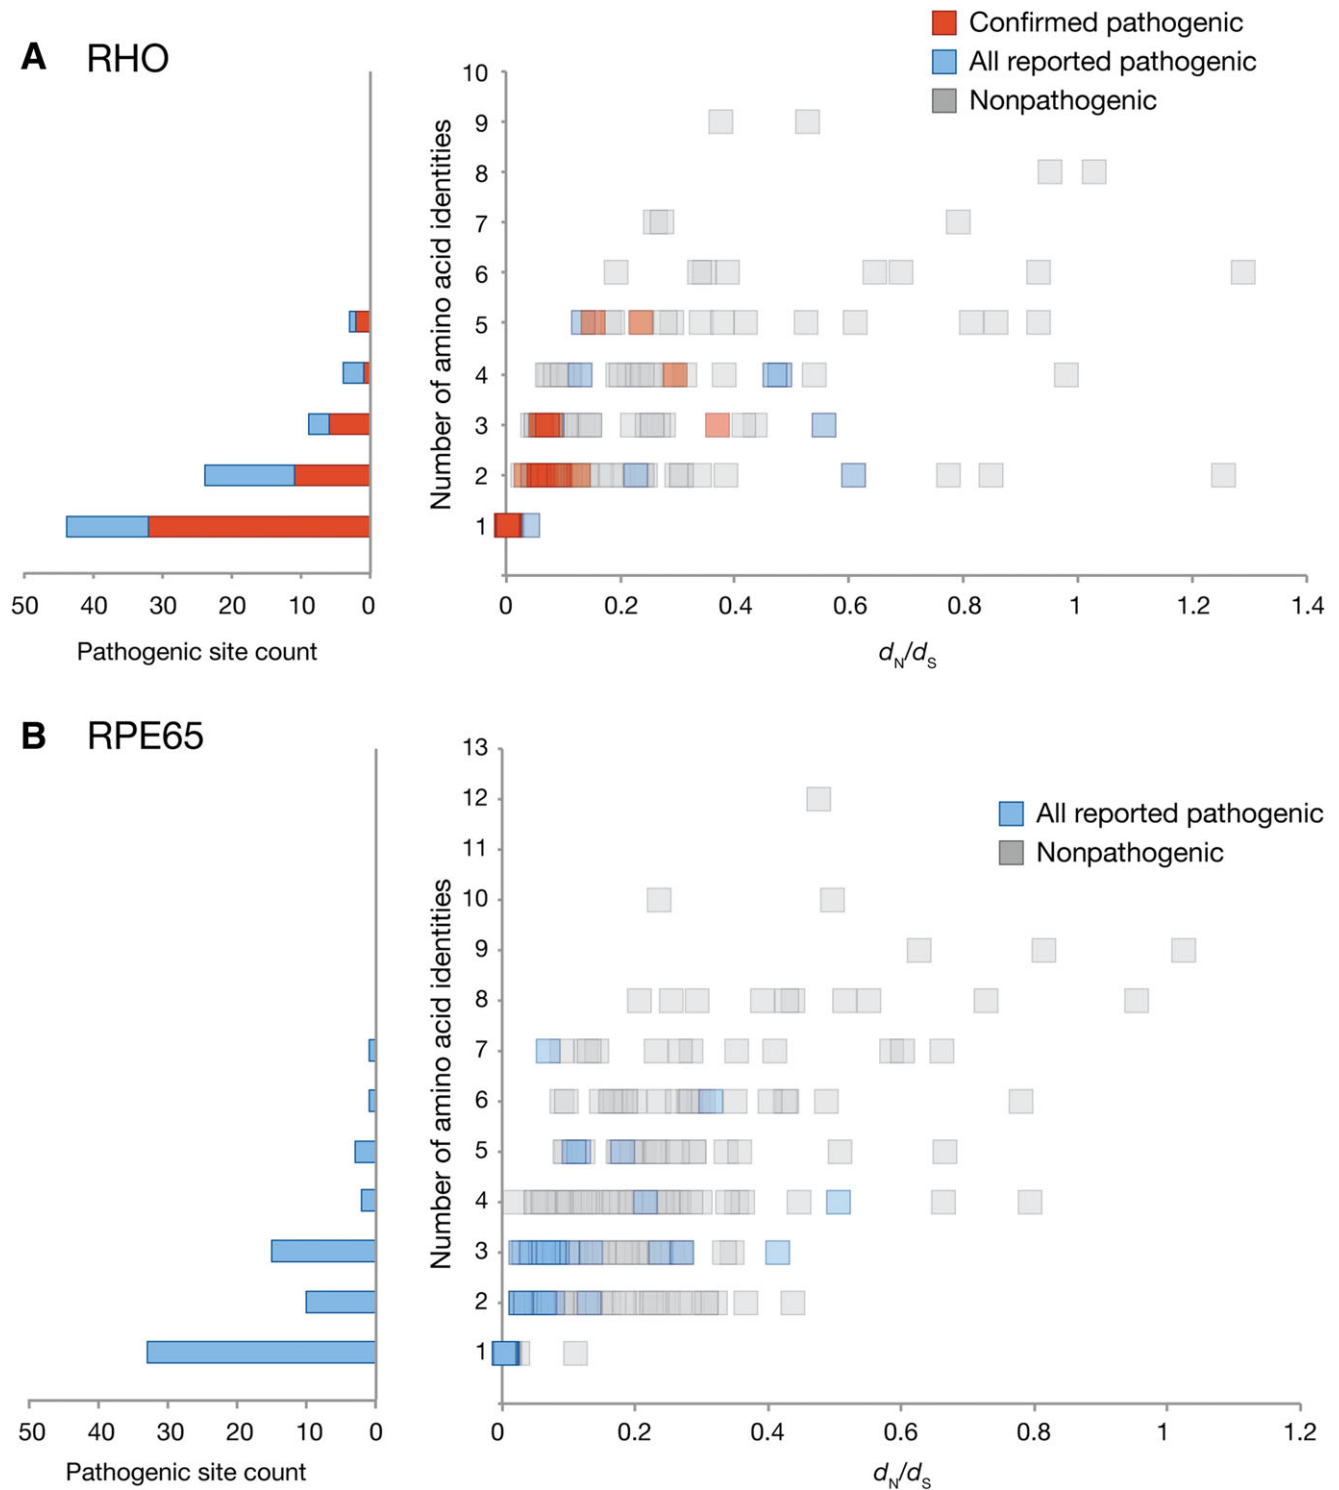 A RHO
Confirmed pathogenic
All reported pathogenic
Nonpathogenic
Number of amino acid identities
10
9
8
7
6
5
4
3
2
1
50 40 30 20 10 0
Pathogenic site count
0 0.2 0.4 0.6 0.8 1 1.2 1.4
dN/dS
B RPE65
All reported pathogenic
Nonpathogenic
Number of amino acid identities
13
12
11
10
9
8
7
6
5
4
3
2
1
50 40 30 20 10 0
Pathogenic site count
0 0.2 0.4 0.6 0.8 1 1.2
dN/dS